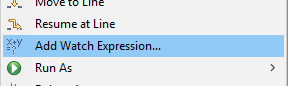 Move to Line
Resume at Line
x+y Add Watch Expression...
Run As